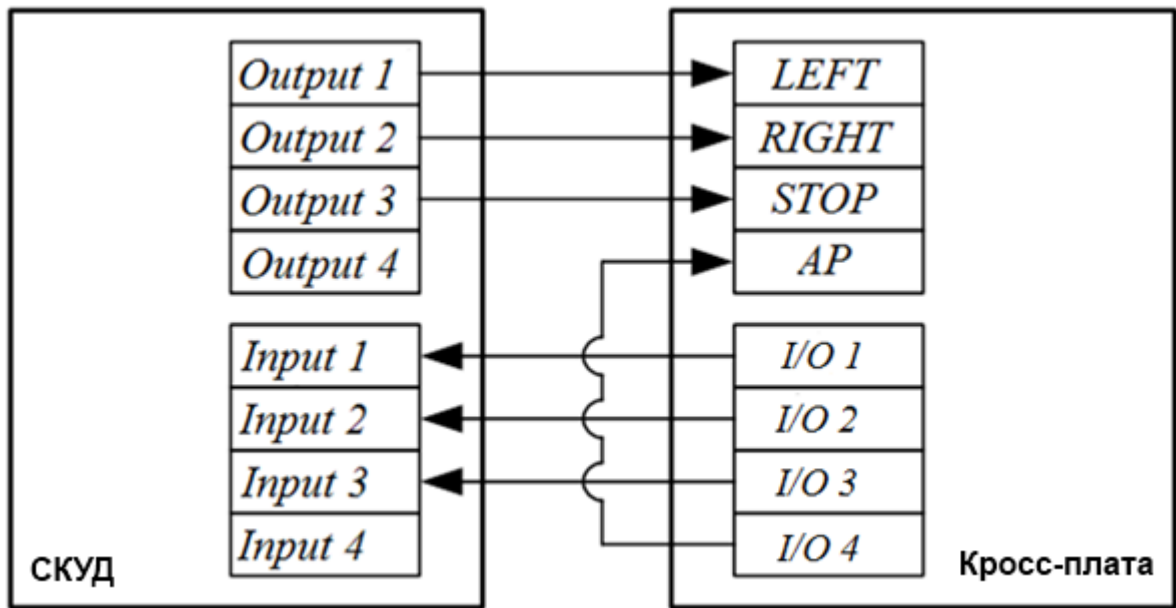 Output 1
Output 2
Output 3
Output 4
Input 1
Input 2
Input 3
Input 4
СКУД
LEFT
RIGHT
STOP
AP
I/O 1
I/O 2
I/O 3
I/O 4
Кросс-плата